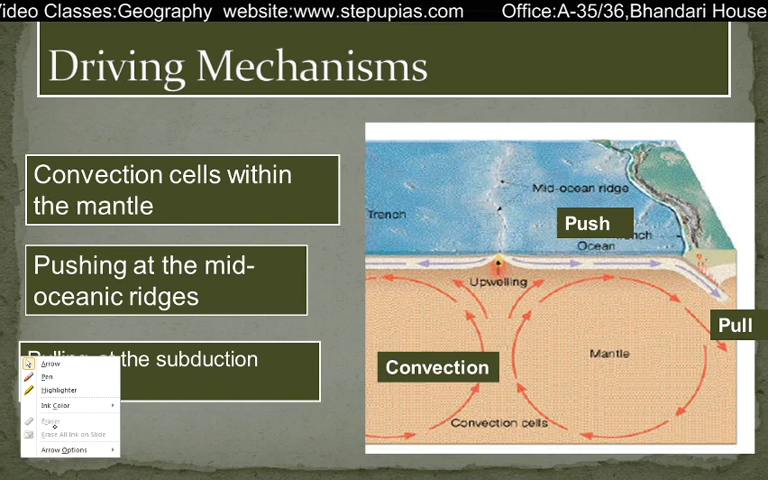 ideo Classes:Geography website:www.stepupias.com Office:A-35/36,Bhandari House
Driving Mechanisms
Convection cells within
the mantle
Pushing at the mid-
oceanic ridges
Pulling at the subduction
Arrow
Pen
Highlighter
Ink Color
Eraser
Erase All Ink on Slide
Arrow Options
Mid-ocean ridge
Trench
Push
Ocean
Upwelling
Pull
Mantle
Convection
Convection cells